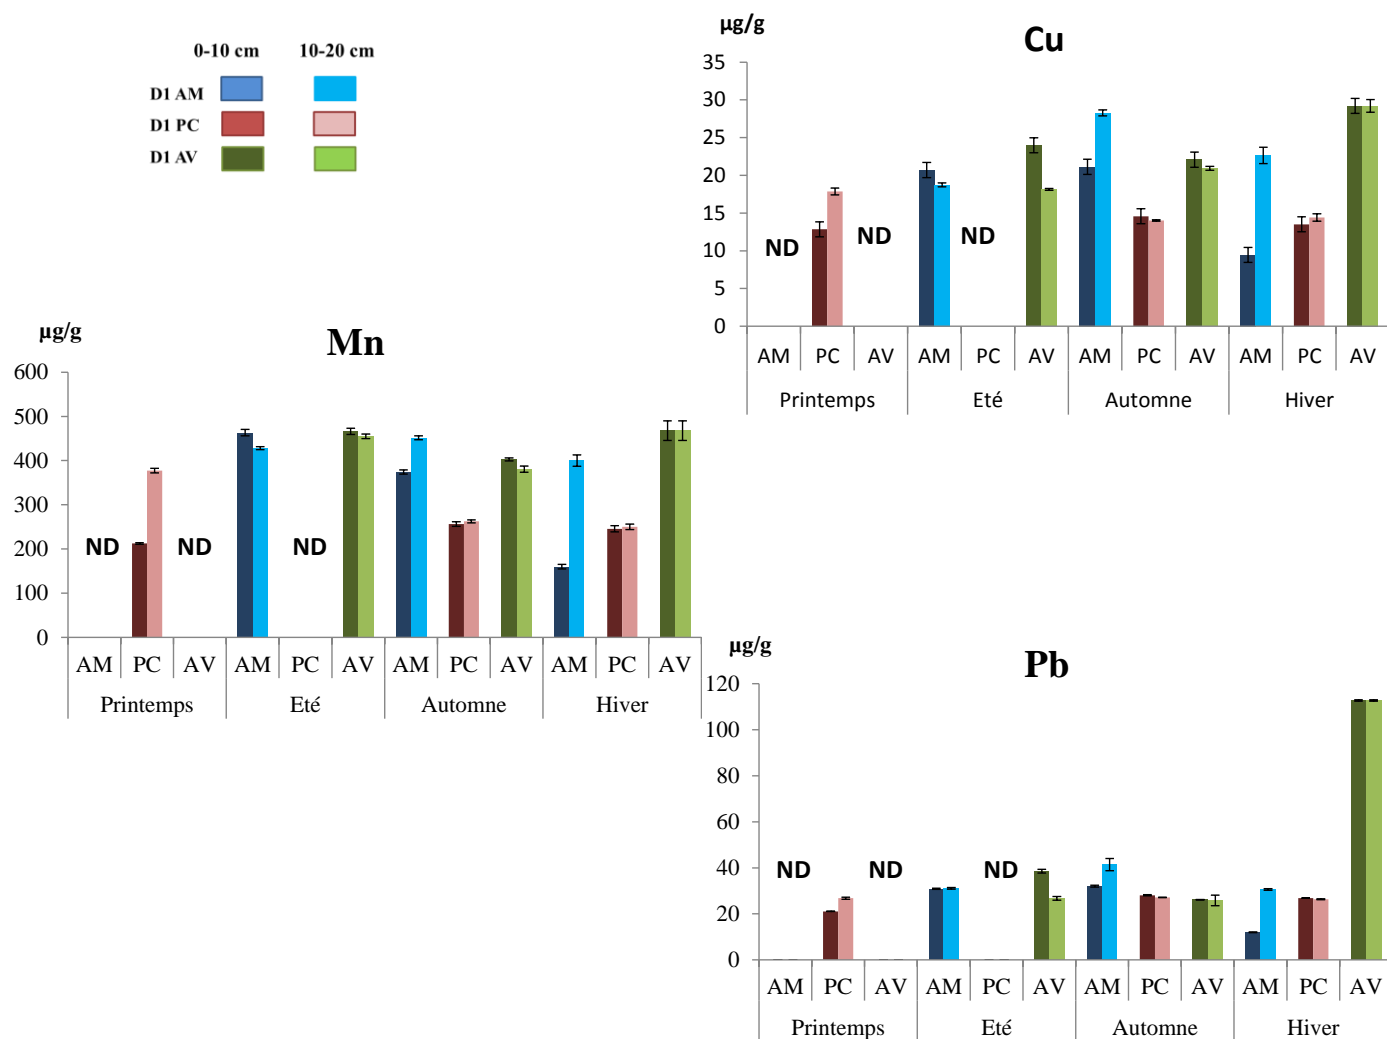 0-10 cm 10-20 cm
D1 AM
D1 PC
D1 AV
µg/g
Cu
35
30
25
20
15
10
5
0
ND ND ND
AM PC AV AM PC AV AM PC AV AM PC AV
Printemps Eté Automne Hiver
µg/g
Mn
600
500
400
300
200
100
0
ND ND ND
AM PC AV AM PC AV AM PC AV AM PC AV
Printemps Eté Automne Hiver
µg/g
Pb
120
100
80
60
40
20
0
ND ND ND
AM PC AV AM PC AV AM PC AV AM PC AV
Printemps Eté Automne Hiver